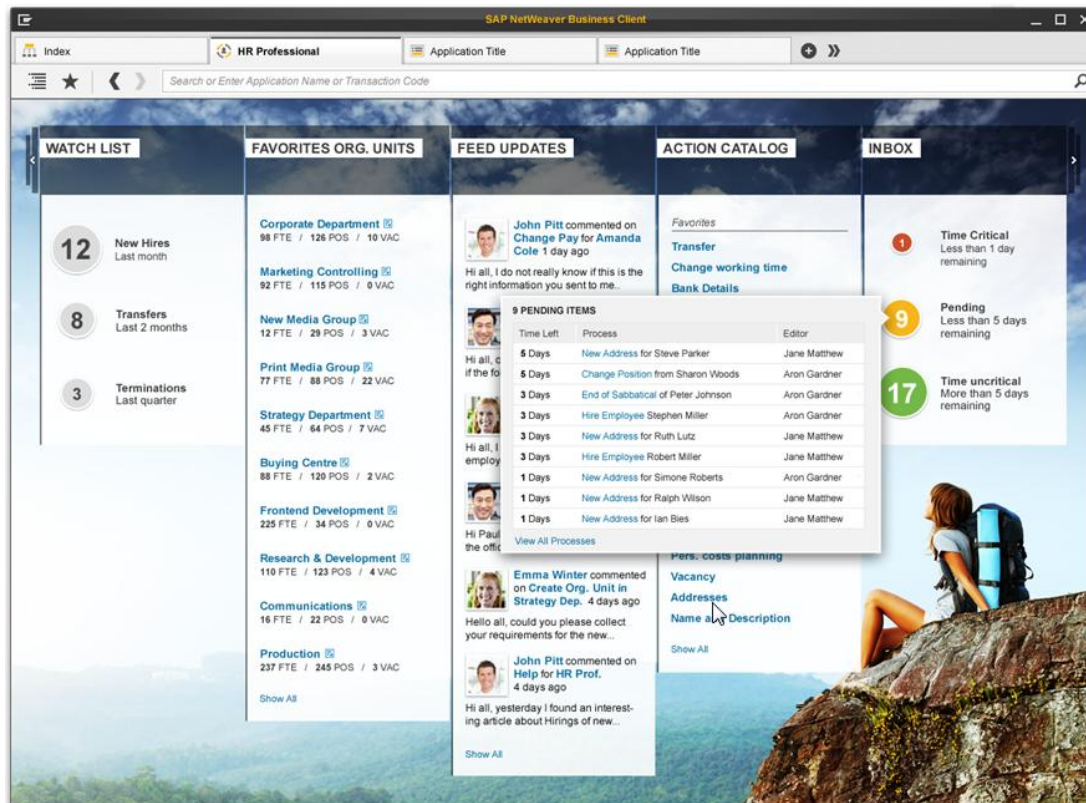 SAP NetWeaver Business Client
Index
HR Professional
Application Title
Application Title
Search or Enter Application Name or Transaction Code
WATCH LIST
12
New Hires
Last month
8
Transfers
Last 2 months
3
Terminations
Last quarter
FAVORITES ORG. UNITS
Corporate Department
98 FTE / 126 POS / 10 VAC
Marketing Controlling
92 FTE / 115 POS / 0 VAC
New Media Group
12 FTE / 29 POS / 3 VAC
Print Media Group
77 FTE / 88 POS / 22 VAC
Strategy Department
45 FTE / 64 POS / 7 VAC
Buying Centre
88 FTE / 120 POS / 2 VAC
Frontend Development
225 FTE / 34 POS / 0 VAC
Research & Development
110 FTE / 123 POS / 4 VAC
Communications
16 FTE / 22 POS / 0 VAC
Production
237 FTE / 245 POS / 3 VAC
Show All
FEED UPDATES
John Pitt commented on
Change Pay for Amanda
Cole 1 day ago
Hi all, I do not really know if this is the
right information you sent to me..
Hi all,
if the
Hi all, I
employ
Hi Paul
the offic
Emma Winter commented
on Create Org. Unit in
Strategy Dep. 4 days ago
Hello all, could you please collect
your requirements for the new...
John Pitt commented on
Help for HR Prof.
4 days ago
Hi all, yesterday I found an interest-
ing article about Hirings of new...
Show All
ACTION CATALOG
Favorites
Transfer
Change working time
Bank Details
9 PENDING ITEMS
Time Left Process Editor
5 Days New Address for Steve Parker Jane Matthew
5 Days Change Position from Sharon Woods Aron Gardner
3 Days End of Sabbatical of Peter Johnson Aron Gardner
3 Days Hire Employee Stephen Miller Aron Gardner
3 Days New Address for Ruth Lutz Jane Matthew
3 Days Hire Employee Robert Miller Jane Matthew
1 Days New Address for Simone Roberts Aron Gardner
1 Days New Address for Ralph Wilson Jane Matthew
1 Days New Address for Ian Bies Jane Matthew
View All Processes
Pers. costs planning
Vacancy
Addresses
Name and Description
Show All
INBOX
1
Time Critical
Less than 1 day
remaining
9
Pending
Less than 5 days
remaining
17
Time uncritical
More than 5 days
remaining